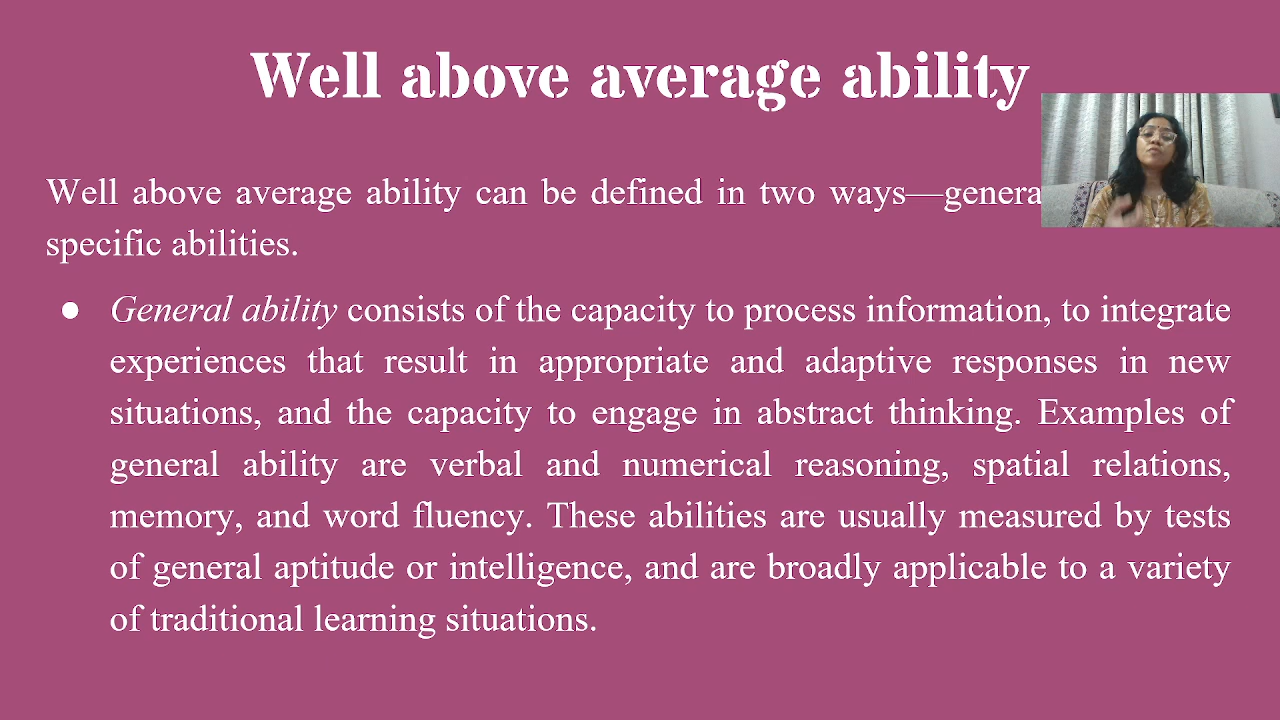 Well above average ability
Well above average ability can be defined in two ways—genera
specific abilities.
● General ability consists of the capacity to process information, to integrate
experiences that result in appropriate and adaptive responses in new
situations, and the capacity to engage in abstract thinking. Examples of
general ability are verbal and numerical reasoning, spatial relations,
memory, and word fluency. These abilities are usually measured by tests
of general aptitude or intelligence, and are broadly applicable to a variety
of traditional learning situations.